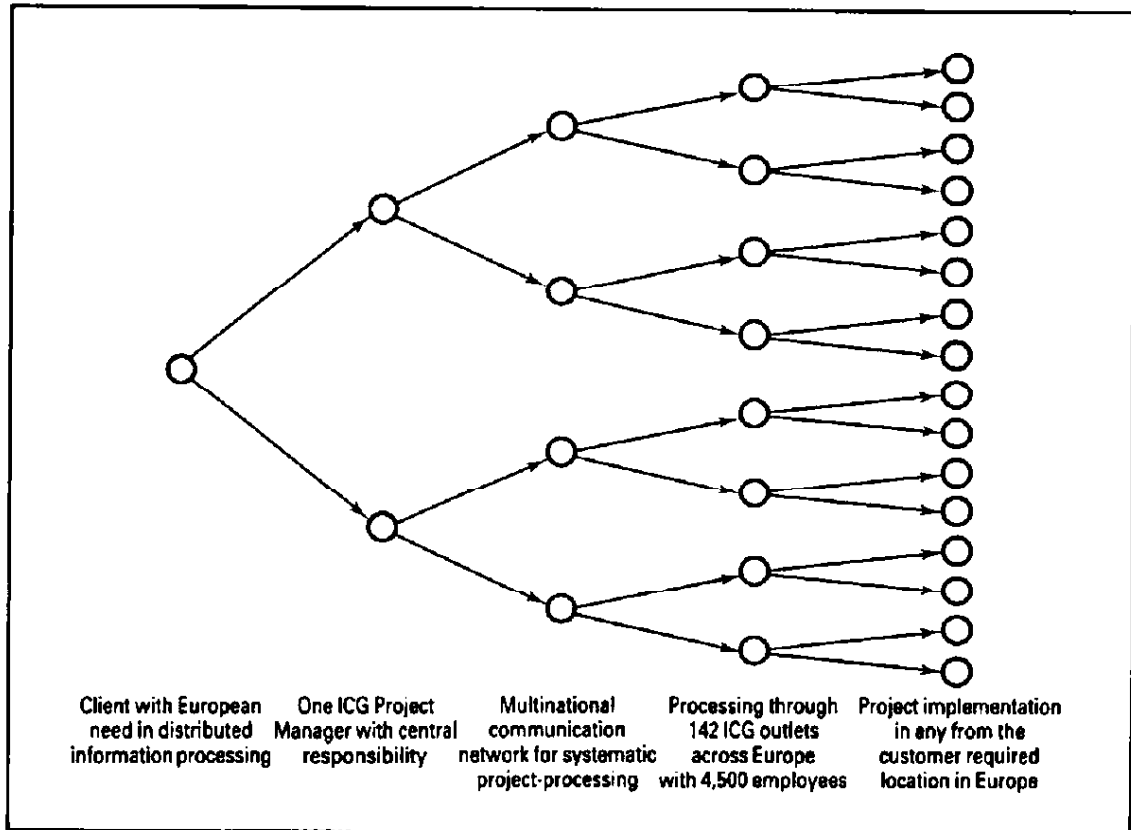 Client with European
need in distributed
information processing
One ICG Project
Manager with central
responsibility
Multinational
communication
network for systematic
project-processing
Processing through
142 ICG outlets
across Europe
with 4,500 employees
Project implementation
in any from the
customer required
location in Europe